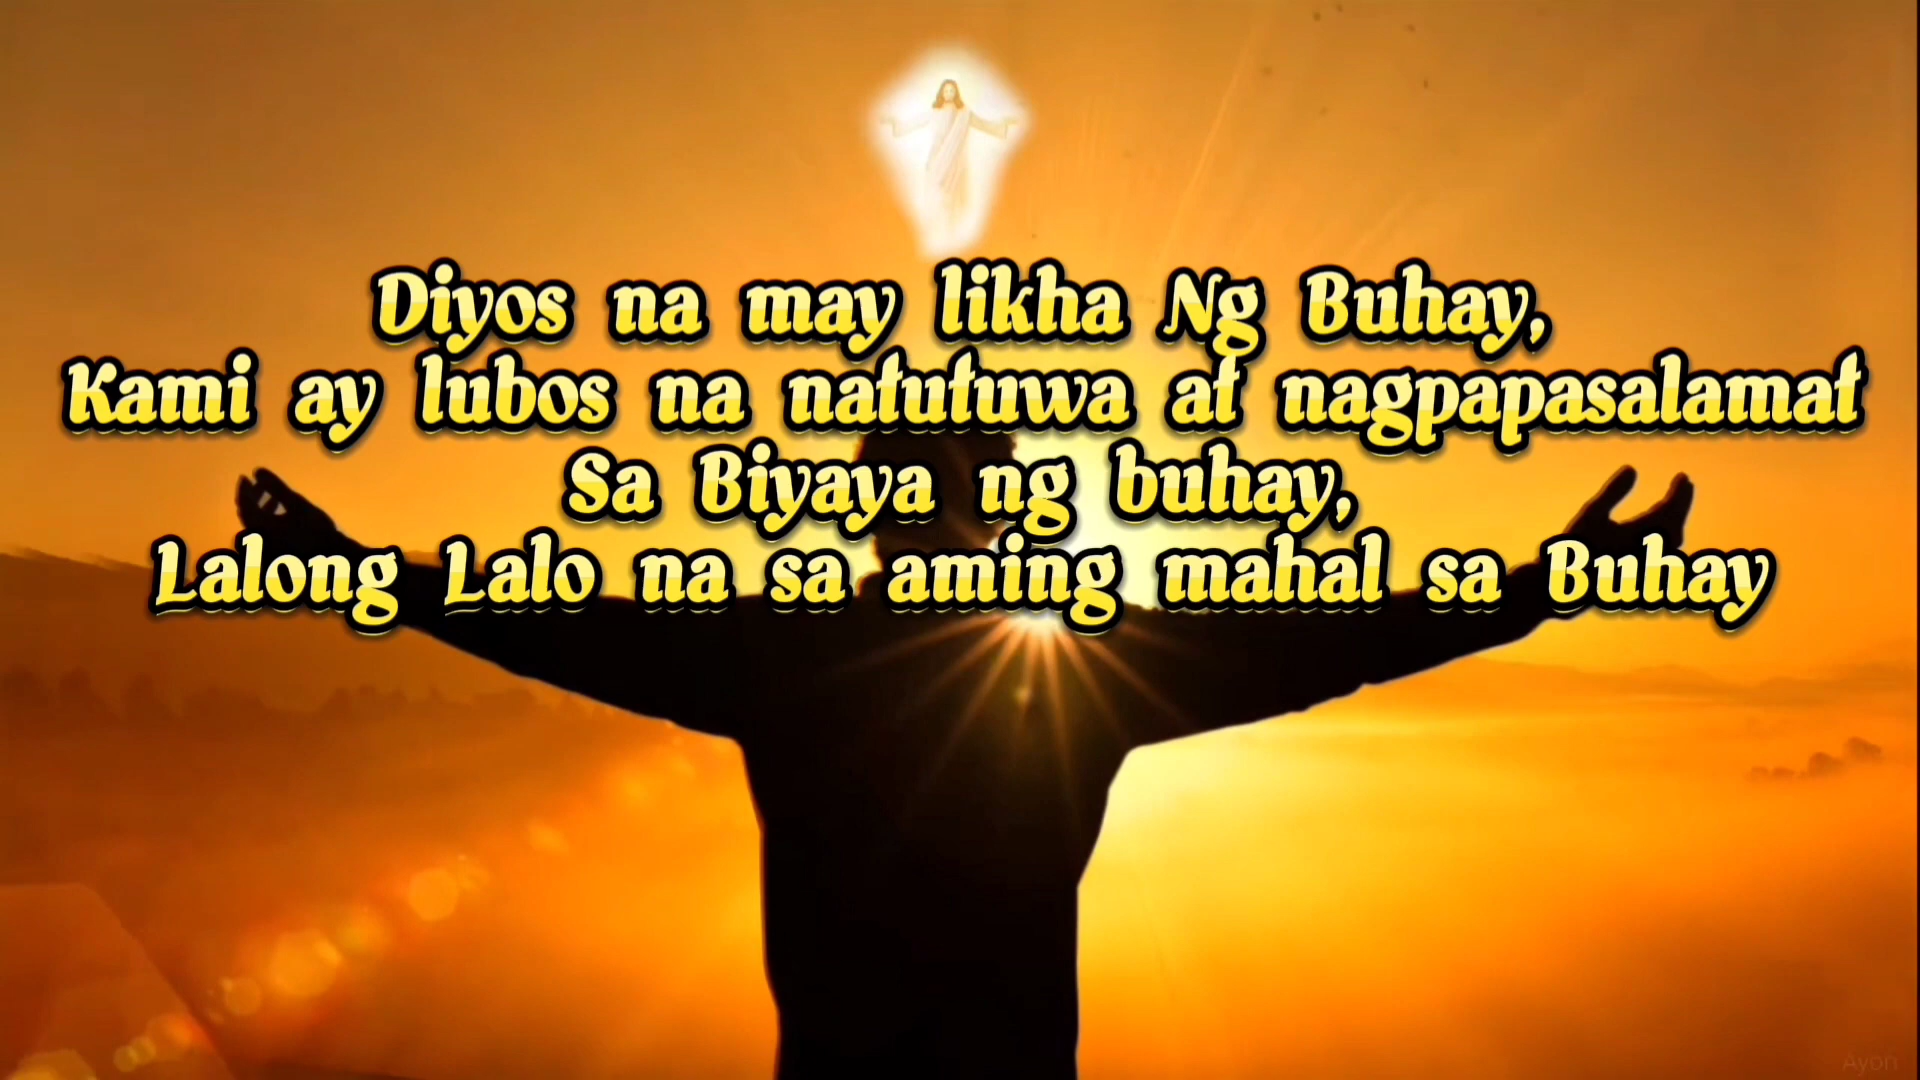 Diyos na may likha Ng Buhay,
Kami ay lubos na natutuwa at nagpapasalamat
Sa Biyaya ng buhay,
Lalong Lalo na sa aming mahal sa Buhay